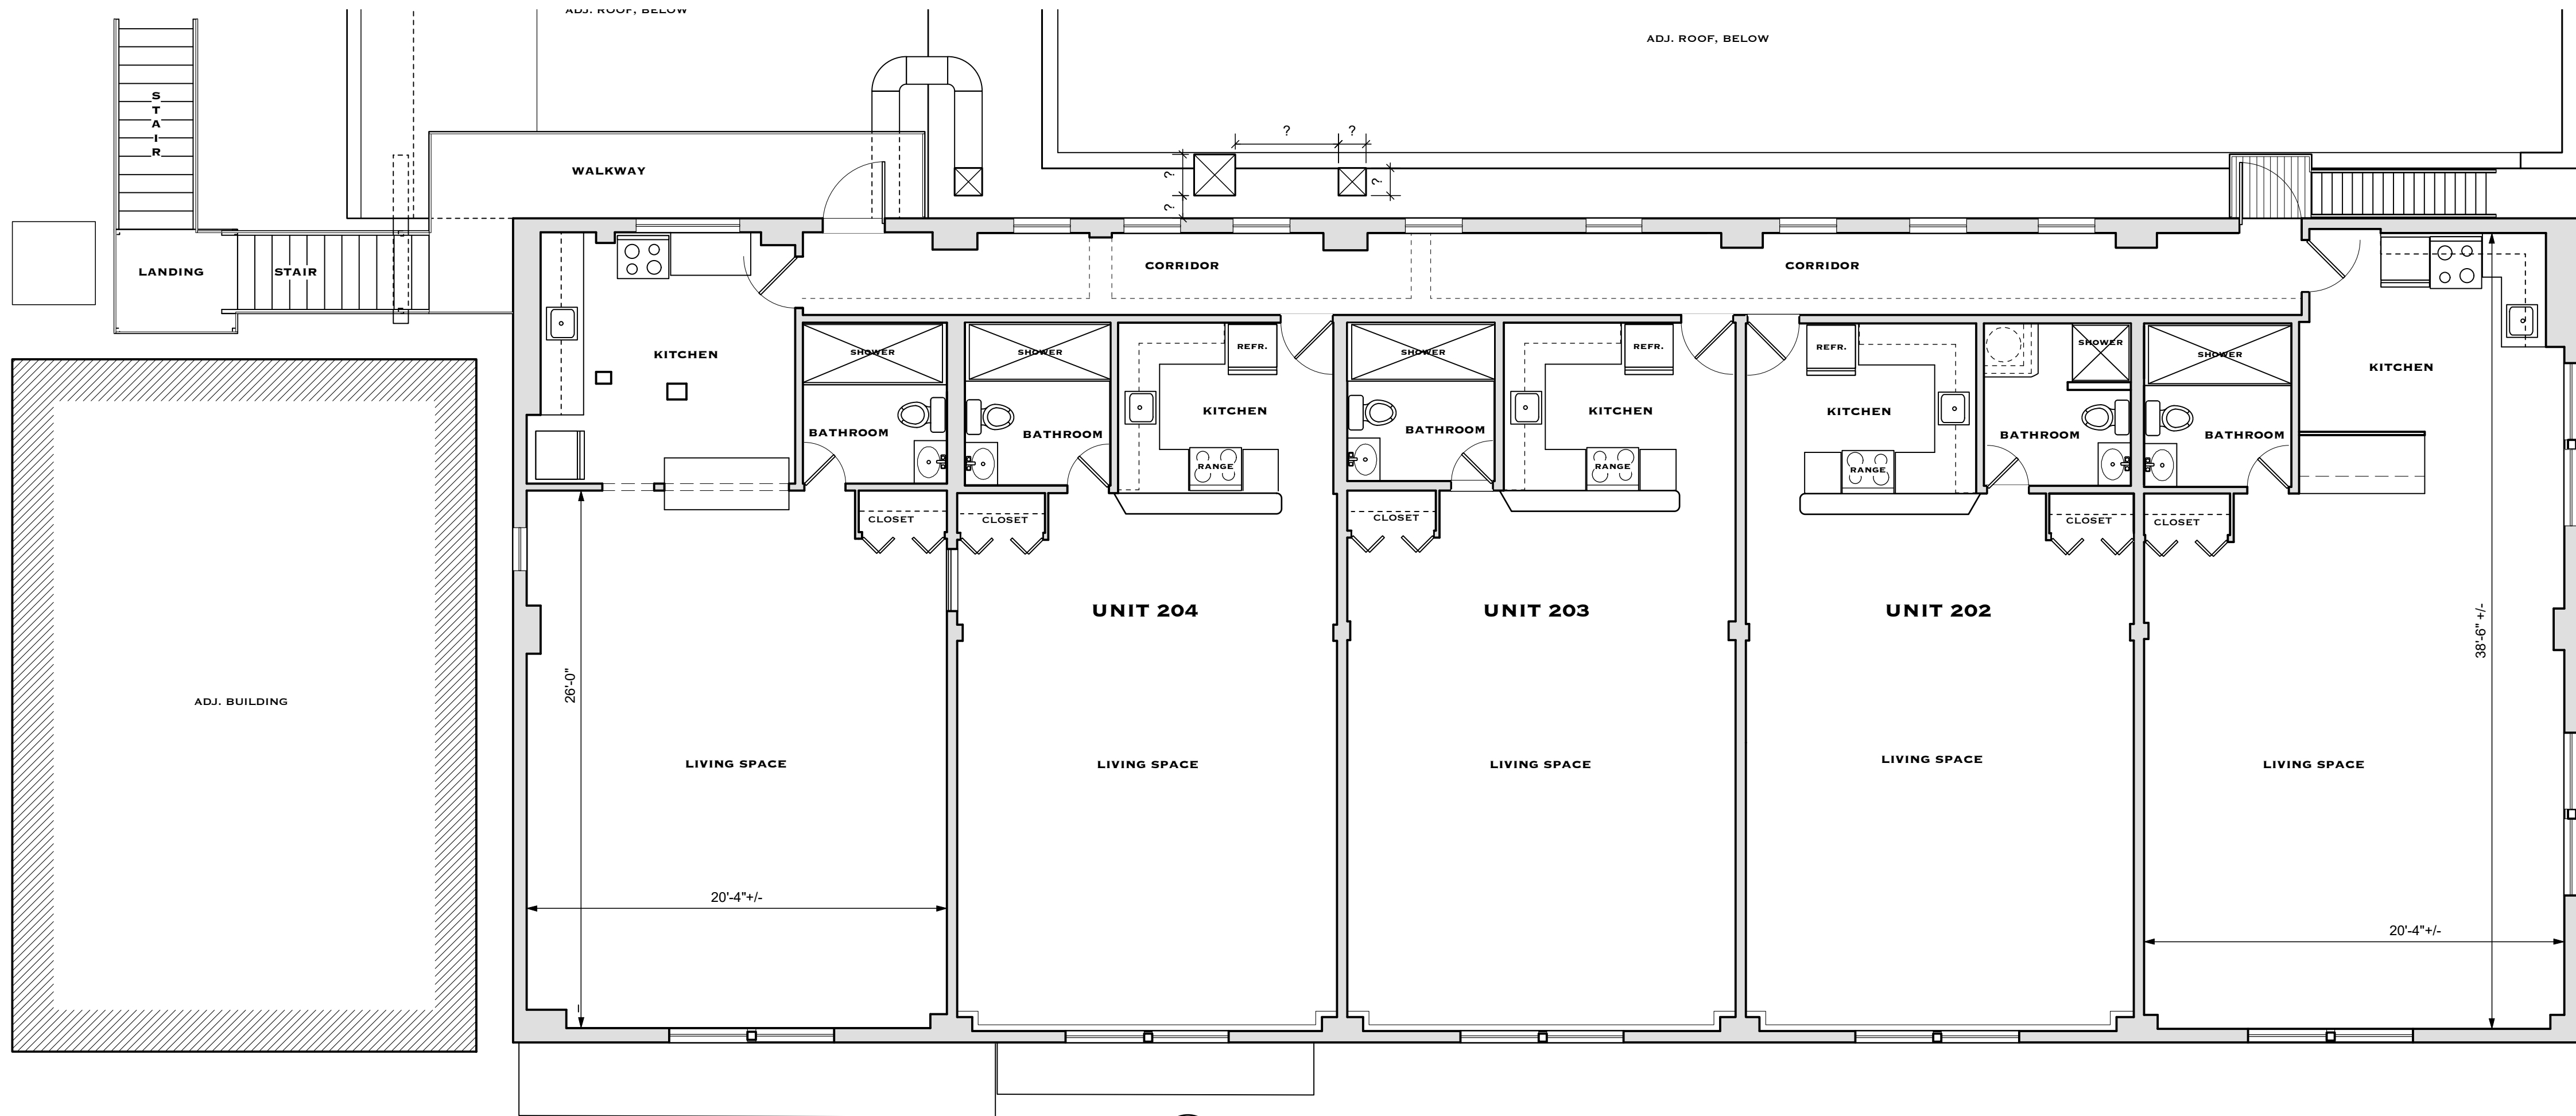 ADJ. ROOF, BELOW
ADJ. ROOF, BELOW
STAIR
?
?
WALKWAY
?
?
?
LANDING
STAIR
CORRIDOR
CORRIDOR
KITCHEN
SHOWER
SHOWER
REFR.
SHOWER
REFR.
REFR.
SHOWER
SHOWER
KITCHEN
BATHROOM
BATHROOM
KITCHEN
BATHROOM
KITCHEN
KITCHEN
BATHROOM
BATHROOM
RANGE
RANGE
RANGE
CLOSET
CLOSET
CLOSET
CLOSET
CLOSET
UNIT 204
UNIT 203
UNIT 202
38'-6" +/-
26'-0"
ADJ. BUILDING
LIVING SPACE
LIVING SPACE
LIVING SPACE
LIVING SPACE
LIVING SPACE
20'-4"+/-
20'-4"+/-